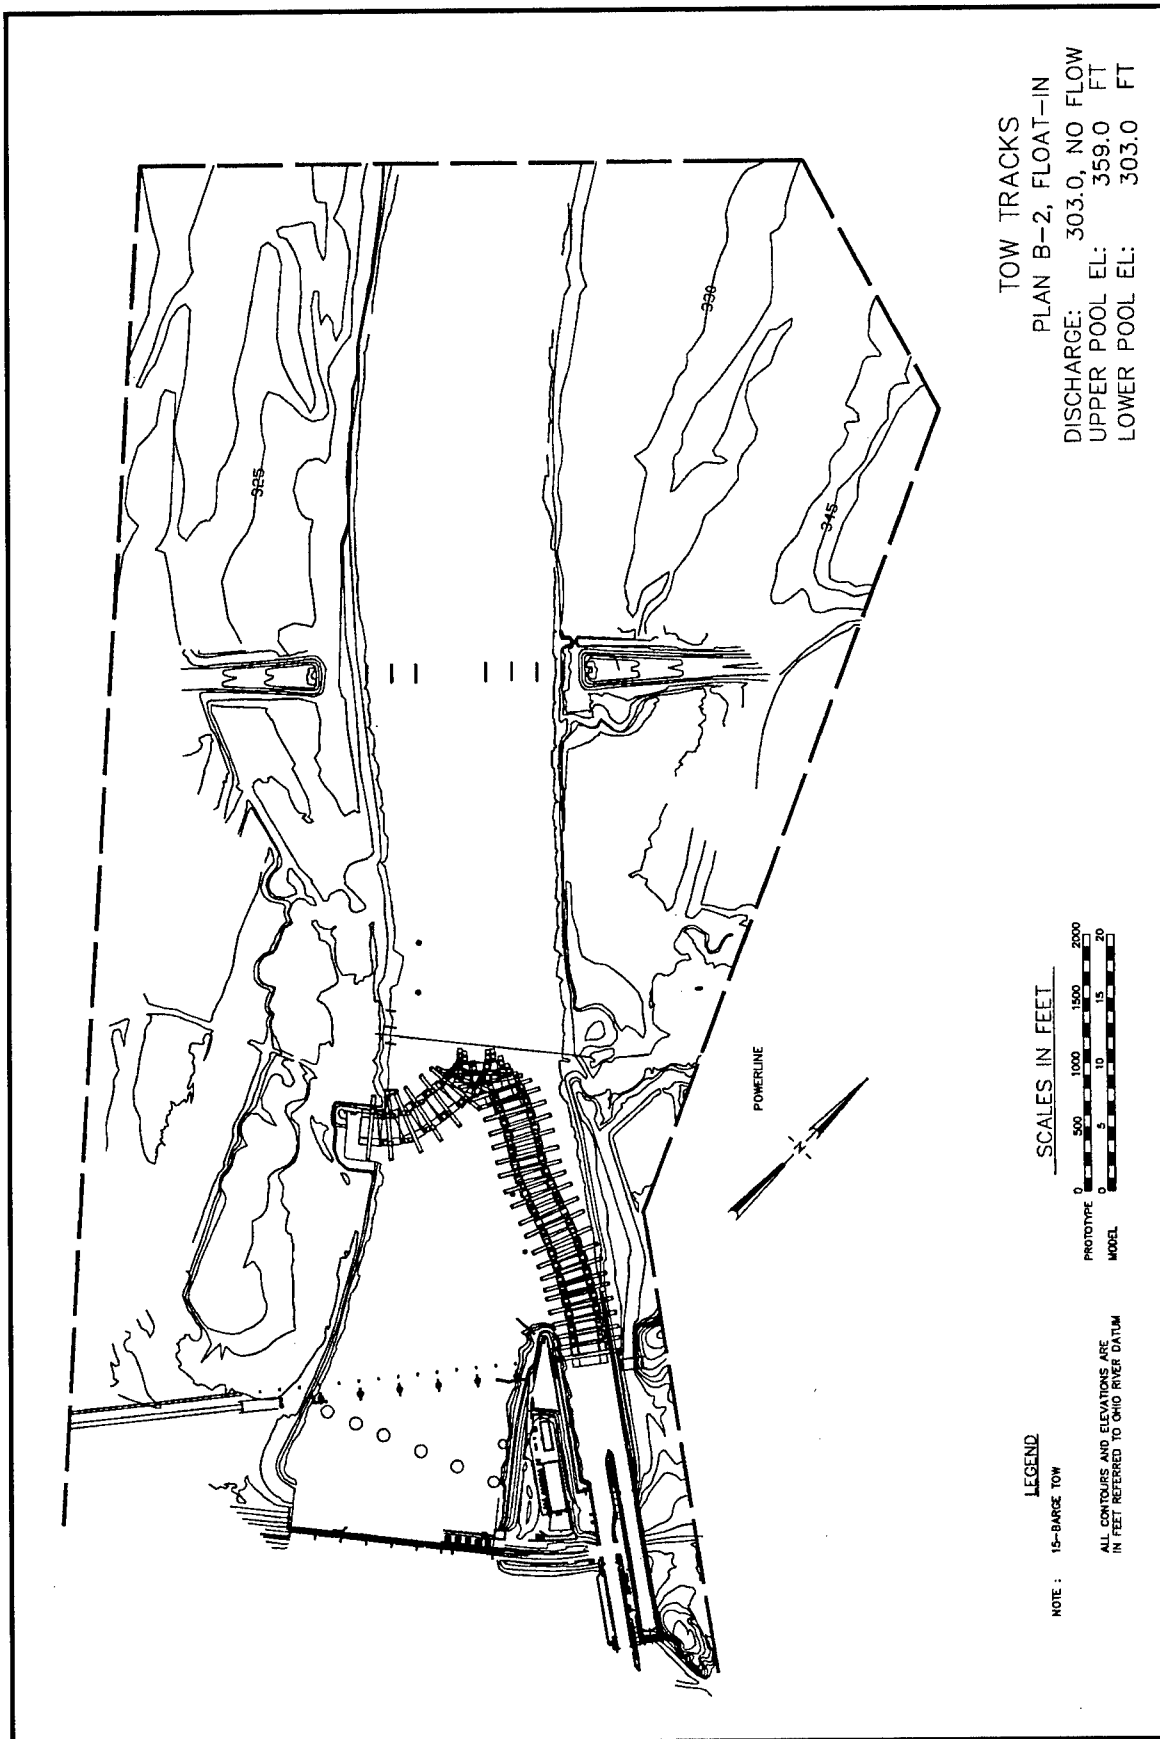 TOW TRACKS
PLAN B-2, FLOAT-IN
DISCHARGE: 303.0, NO FLOW
UPPER POOL EL: 359.0 FT
LOWER POOL EL: 303.0 FT
325
330
345
POWERLINE
N
SCALES IN FEET
PROTOTYPE 0 500 1000 1500 2000
MODEL 0 5 10 15 20
LEGEND
NOTE : 15-BARGE TOW
ALL CONTOURS AND ELEVATIONS ARE
IN FEET REFERRED TO OHIO RIVER DATUM